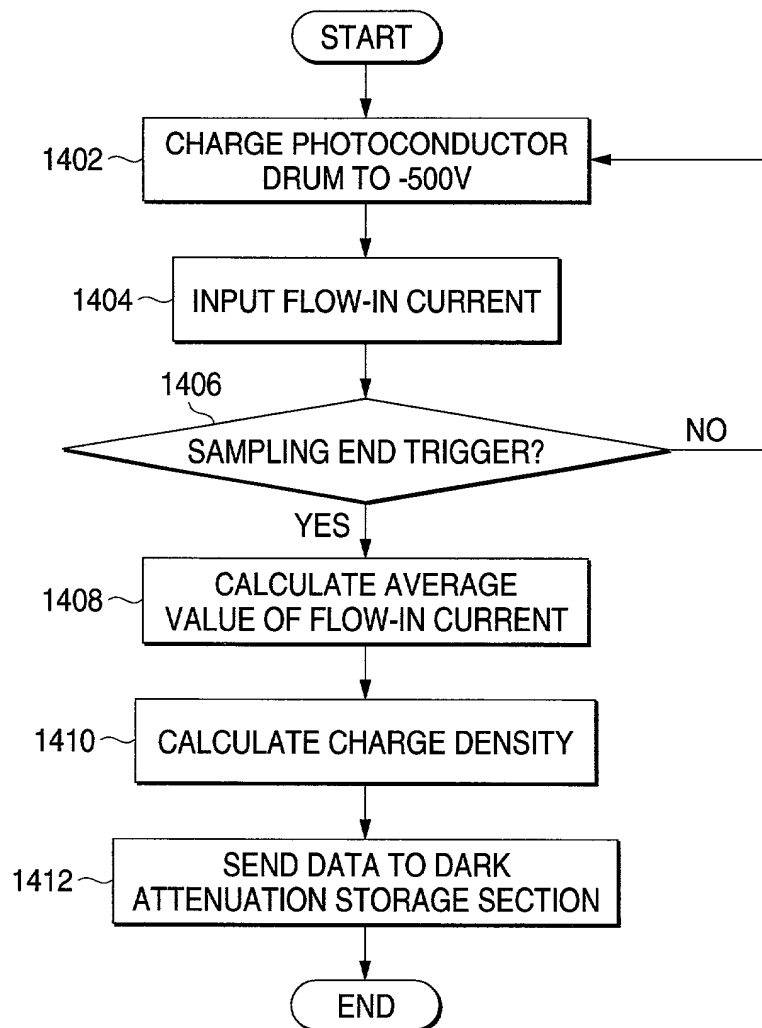 START
1402
CHARGE PHOTOCONDUCTOR
DRUM TO -500V
1404
INPUT FLOW-IN CURRENT
1406
SAMPLING END TRIGGER?
NO
YES
1408
CALCULATE AVERAGE
VALUE OF FLOW-IN CURRENT
1410
CALCULATE CHARGE DENSITY
1412
SEND DATA TO DARK
ATTENUATION STORAGE SECTION
END